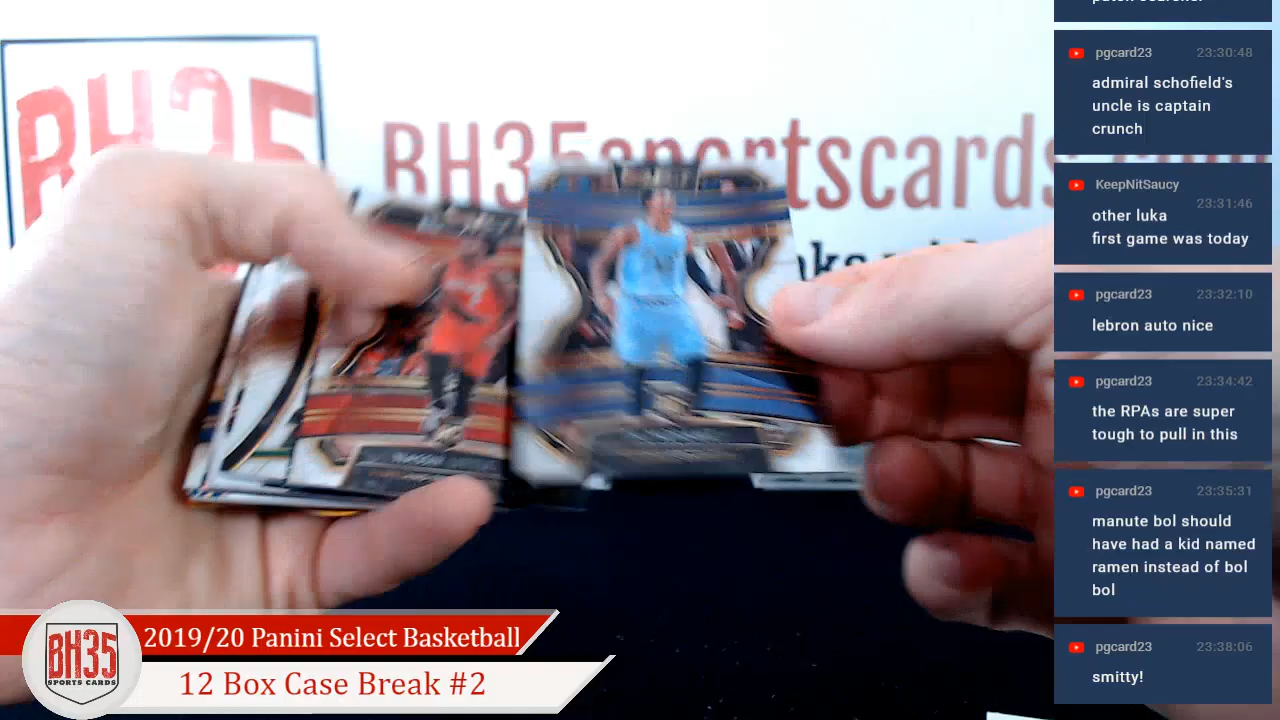 BH35
BH35sportscards
2019/20 Panini Select Basketball
12 Box Case Break #2
BH35
SPORTS CARDS
pgcard23 23:30:48
admiral schofield's
uncle is captain
crunch
KeepNitSaucy 23:31:46
other luka
first game was today
pgcard23 23:32:10
lebron auto nice
pgcard23 23:34:42
the RPAs are super
tough to pull in this
pgcard23 23:35:31
manute bol should
have had a kid named
ramen instead of bol
bol
pgcard23 23:38:06
smitty!